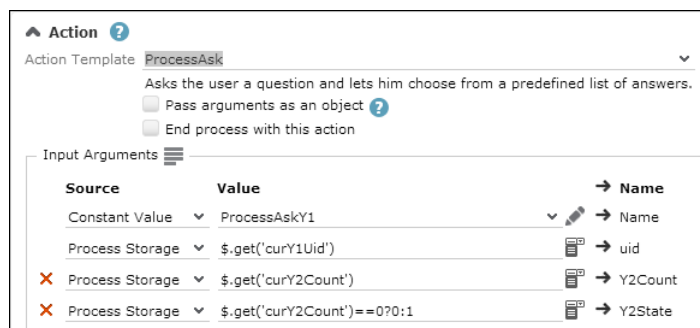 Action ?
Action Template ProcessAsk
Asks the user a question and lets him choose from a predefined list of answers.
Pass arguments as an object ?
End process with this action
Input Arguments
Source Value → Name
Constant Value ProcessAskY1 → Name
Process Storage $.get('curY1Uid') → uid
Process Storage $.get('curY2Count') → Y2Count
Process Storage $.get('curY2Count')==0?0:1 → Y2State